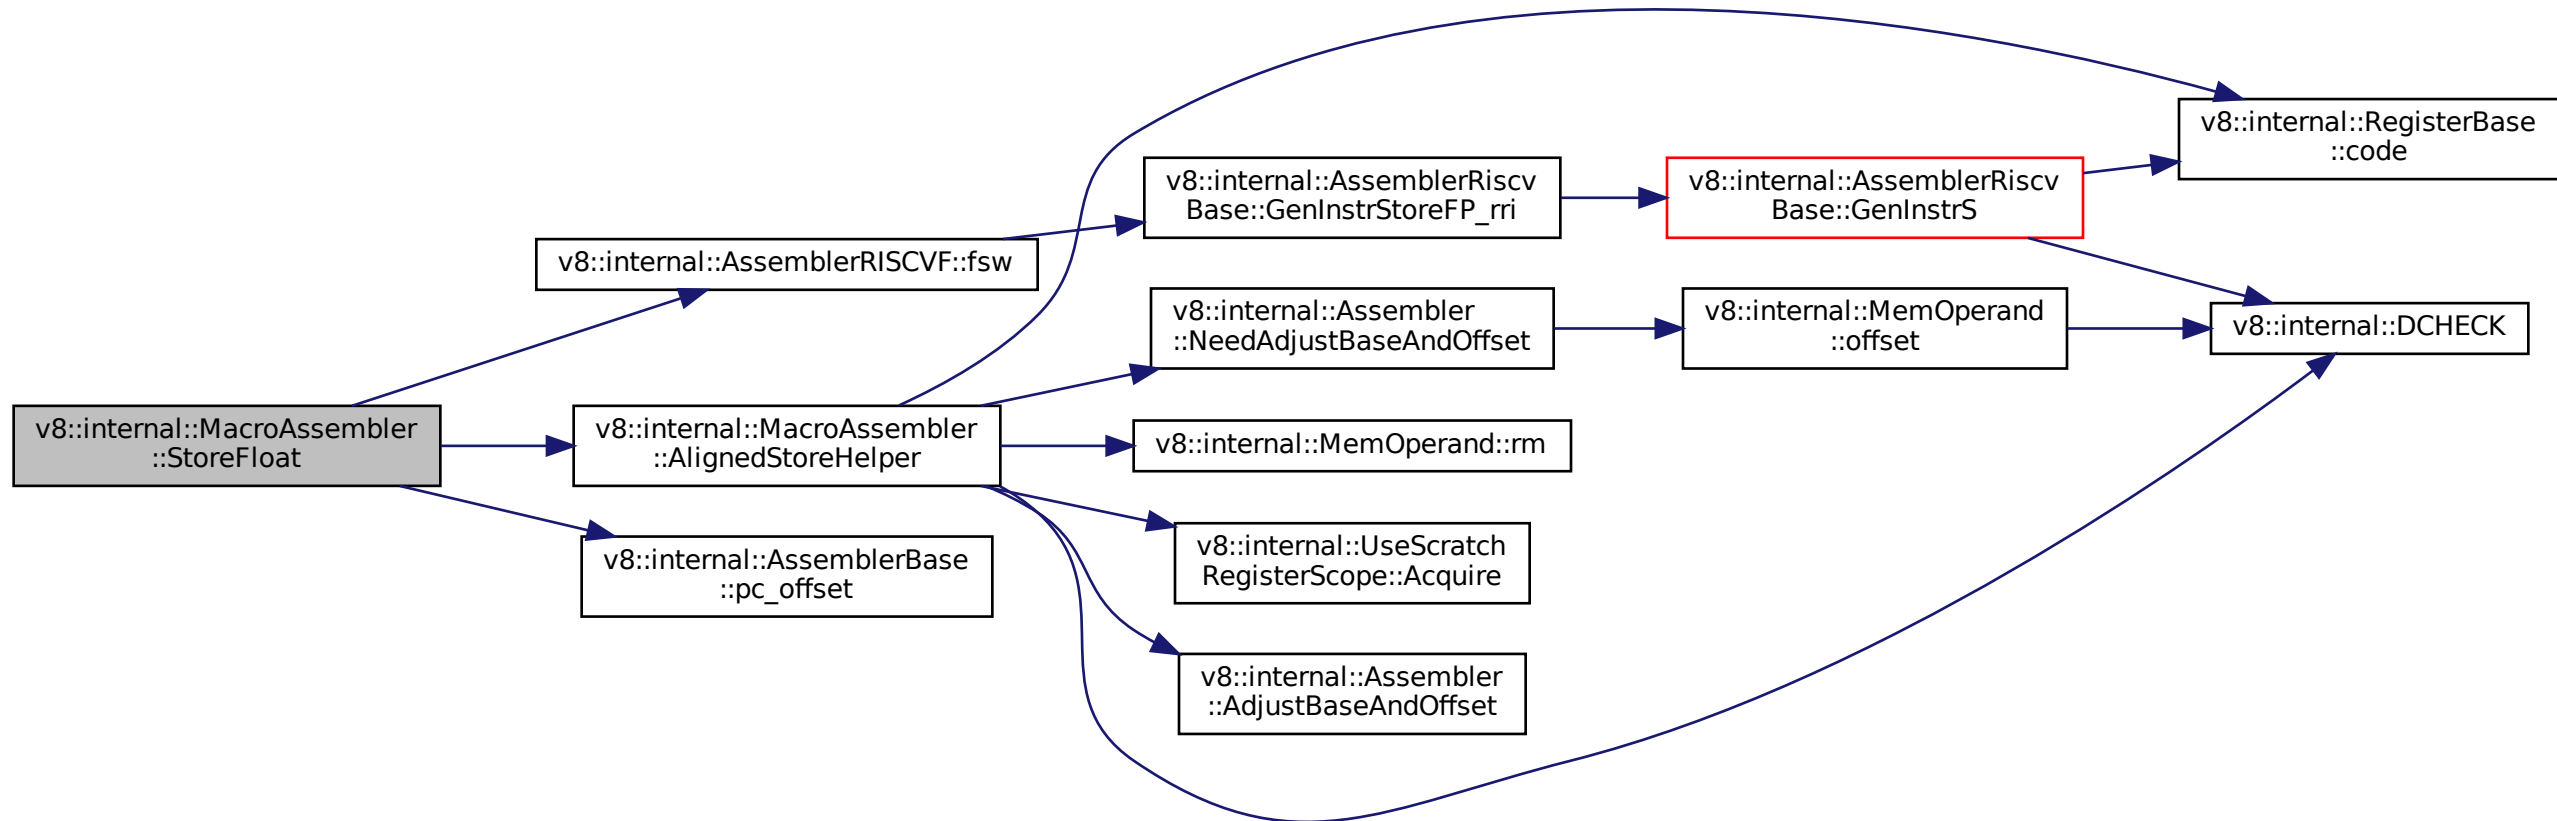 v8::internal::MacroAssembler
::StoreFloat
v8::internal::AssemblerRISCVF::fsw
v8::internal::MacroAssembler
::AlignedStoreHelper
v8::internal::AssemblerBase
::pc_offset
v8::internal::AssemblerRiscv
Base::GenInstrStoreFP_rri
v8::internal::Assembler
::NeedAdjustBaseAndOffset
v8::internal::MemOperand::rm
v8::internal::UseScratch
RegisterScope::Acquire
v8::internal::Assembler
::AdjustBaseAndOffset
v8::internal::AssemblerRiscv
Base::GenInstrS
v8::internal::MemOperand
::offset
v8::internal::RegisterBase
::code
v8::internal::DCHECK